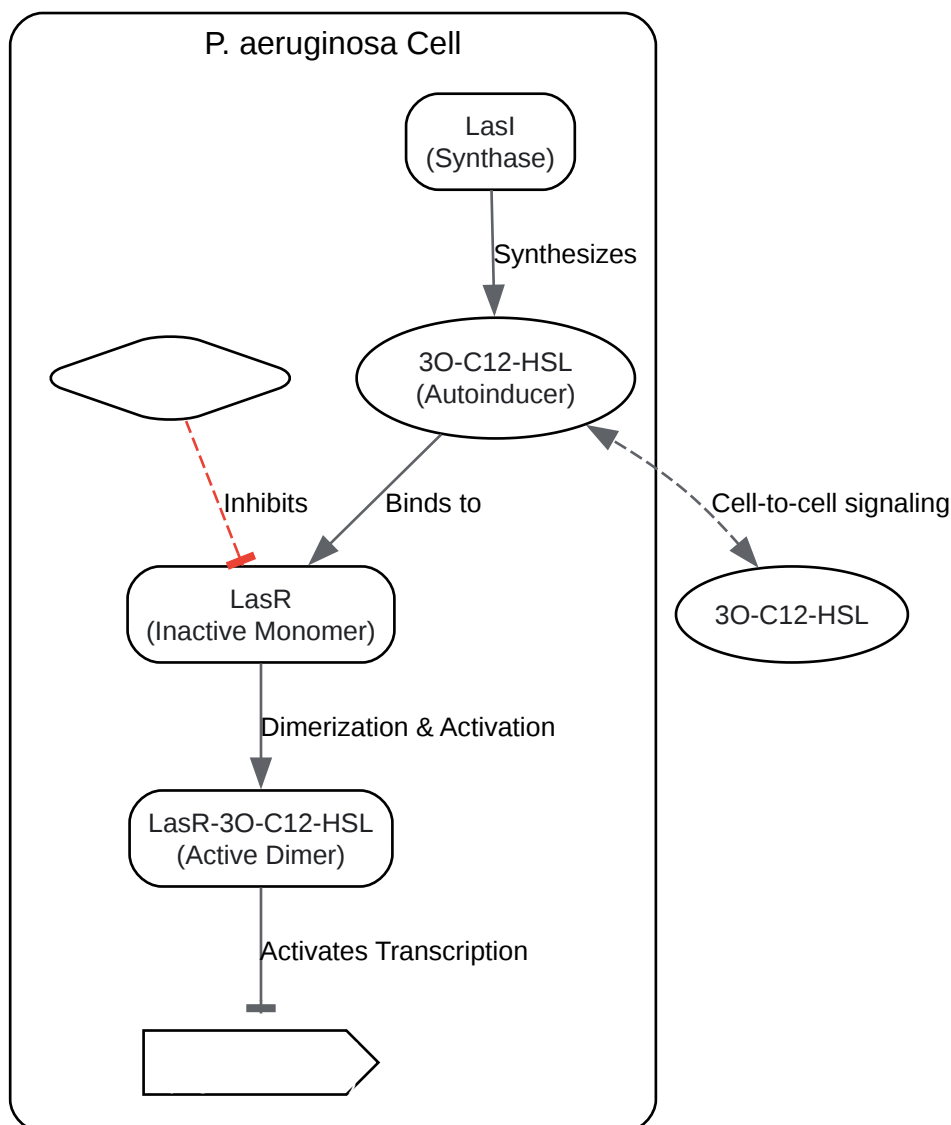 P. aeruginosa Cell
LasI
(Synthase)
Synthesizes
3O-C12-HSL
(Autoinducer)
Inhibits
Binds to
Cell-to-cell signaling
LasR
(Inactive Monomer)
3O-C12-HSL
Dimerization & Activation
LasR-3O-C12-HSL
(Active Dimer)
Activates Transcription